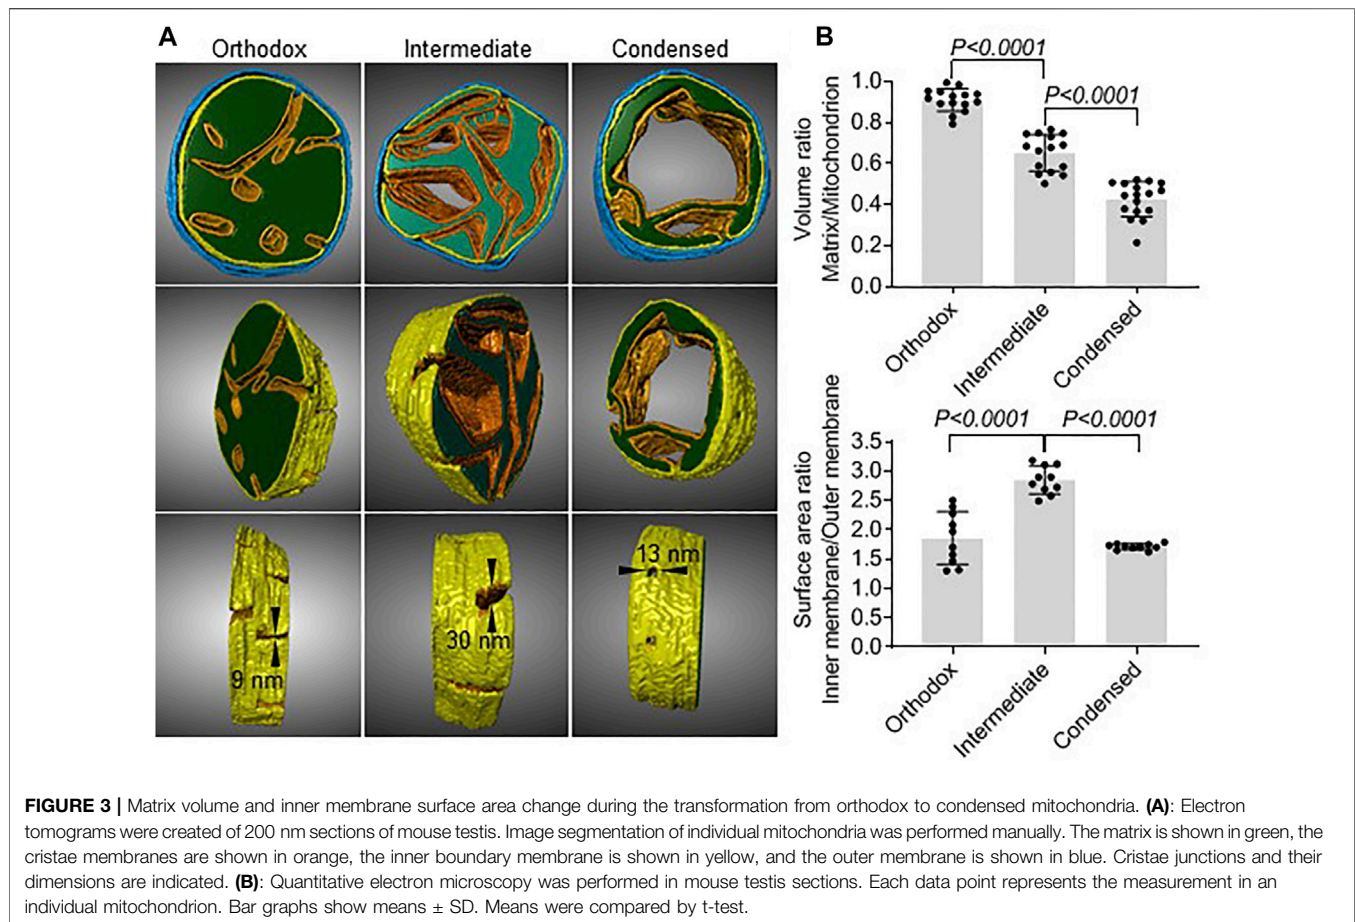 A
Orthodox
Intermediate
Condensed
9 nm
30 nm
13 nm
B
P<0.0001
P<0.0001
Volume ratio
Matrix/Mitochondrion
1.0
0.8
0.6
0.4
0.2
0.0
Orthodox
Intermediate
Condensed
P<0.0001
P<0.0001
Surface area ratio
Inner membrane/Outer membrane
3.5
3.0
2.5
2.0
1.5
1.0
0.5
0.0
Orthodox
Intermediate
Condensed
FIGURE 3 | Matrix volume and inner membrane surface area change during the transformation from orthodox to condensed mitochondria. (A): Electron
tomograms were created of 200 nm sections of mouse testis. Image segmentation of individual mitochondria was performed manually. The matrix is shown in green, the
cristae membranes are shown in orange, the inner boundary membrane is shown in yellow, and the outer membrane is shown in blue. Cristae junctions and their
dimensions are indicated. (B): Quantitative electron microscopy was performed in mouse testis sections. Each data point represents the measurement in an
individual mitochondrion. Bar graphs show means ± SD. Means were compared by t-test.